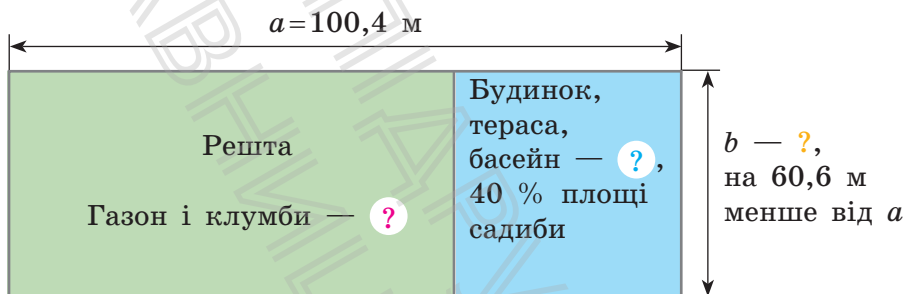 a=100,4 м
Решта
Газон і клумби — ?
Будинок,
тераса,
басейн — ?,
40 % площі
садиби
b — ?,
на 60,6 м
менше від a